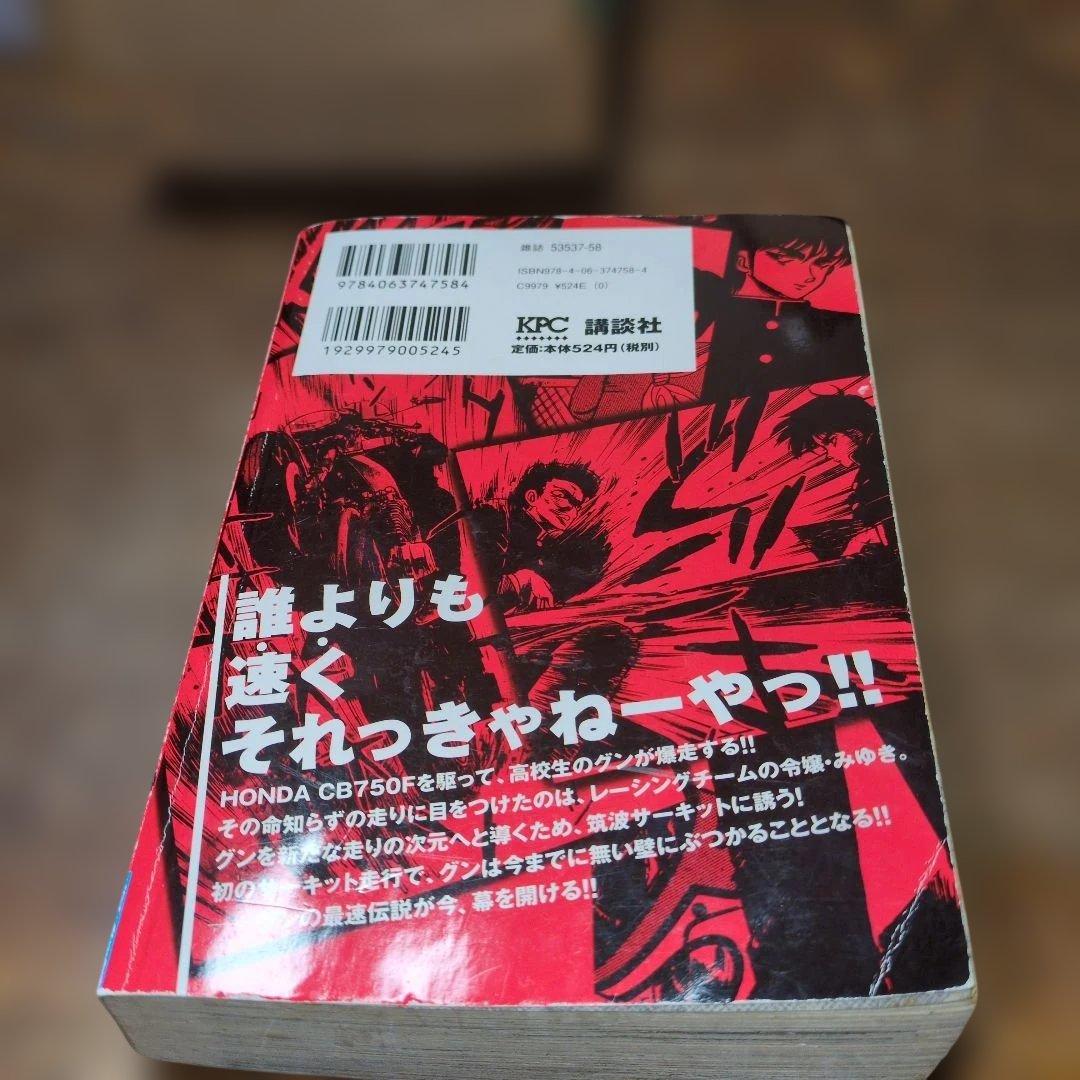 9784063747584
1929979005245
雑誌 53537-58
ISBN978-4-06-374758-4
C9979 ¥524E (0)
KPC 講談社
定価:本体524円(税別)
誰よりも
速く
それっきゃねーやっ!!
HONDA CB750Fを駆って、高校生のグンが爆走する!!
その命知らずの走りに目をつけたのは、レーシングチームの令嬢・みゆき。
グンを新たな走りの次元へと導くため、筑波サーキットに誘う!
初のサーキット走行で、グンは今までに無い壁にぶつかることとなる!!
の最速伝説が今、幕を開ける!!